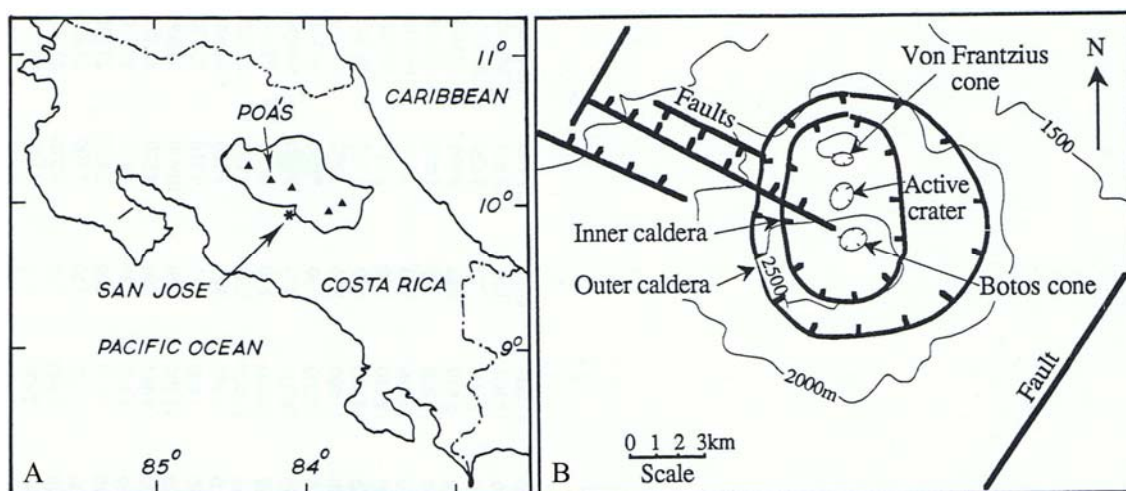 11°
CARIBBEAN
POÁS
10°
SAN JOSE
COSTA RICA
PACIFIC OCEAN
9°
A
85°
84°
Von Frantzius
cone
N
Faults
1500
Active
crater
Inner caldera
Outer caldera
2500
Botos cone
2000m
Fault
0 1 2 3km
Scale
B